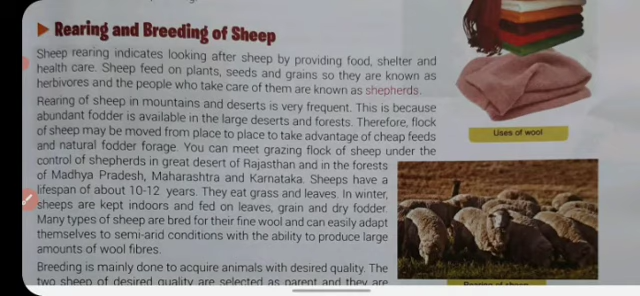 Rearing and Breeding of Sheep
Sheep rearing indicates looking after sheep by providing food, shelter and
health care. Sheep feed on plants, seeds and grains so they are known as
herbivores and the people who take care of them are known as shepherds.
Rearing of sheep in mountains and deserts is very frequent. This is because
abundant fodder is available in the large deserts and forests. Therefore, flock
of sheep may be moved from place to place to take advantage of cheap feeds
and natural fodder forage. You can meet grazing flock of sheep under the
control of shepherds in great desert of Rajasthan and in the forests
of Madhya Pradesh, Maharashtra and Karnataka. Sheeps have a
lifespan of about 10-12 years. They eat grass and leaves. In winter,
sheeps are kept indoors and fed on leaves, grain and dry fodder.
Many types of sheep are bred for their fine wool and can easily adapt
themselves to semi-arid conditions with the ability to produce large
amounts of wool fibres.
Breeding is mainly done to acquire animals with desired quality. The
two sheep of desired quality are selected as parent and they are
Uses of wool
Rearing of sheep